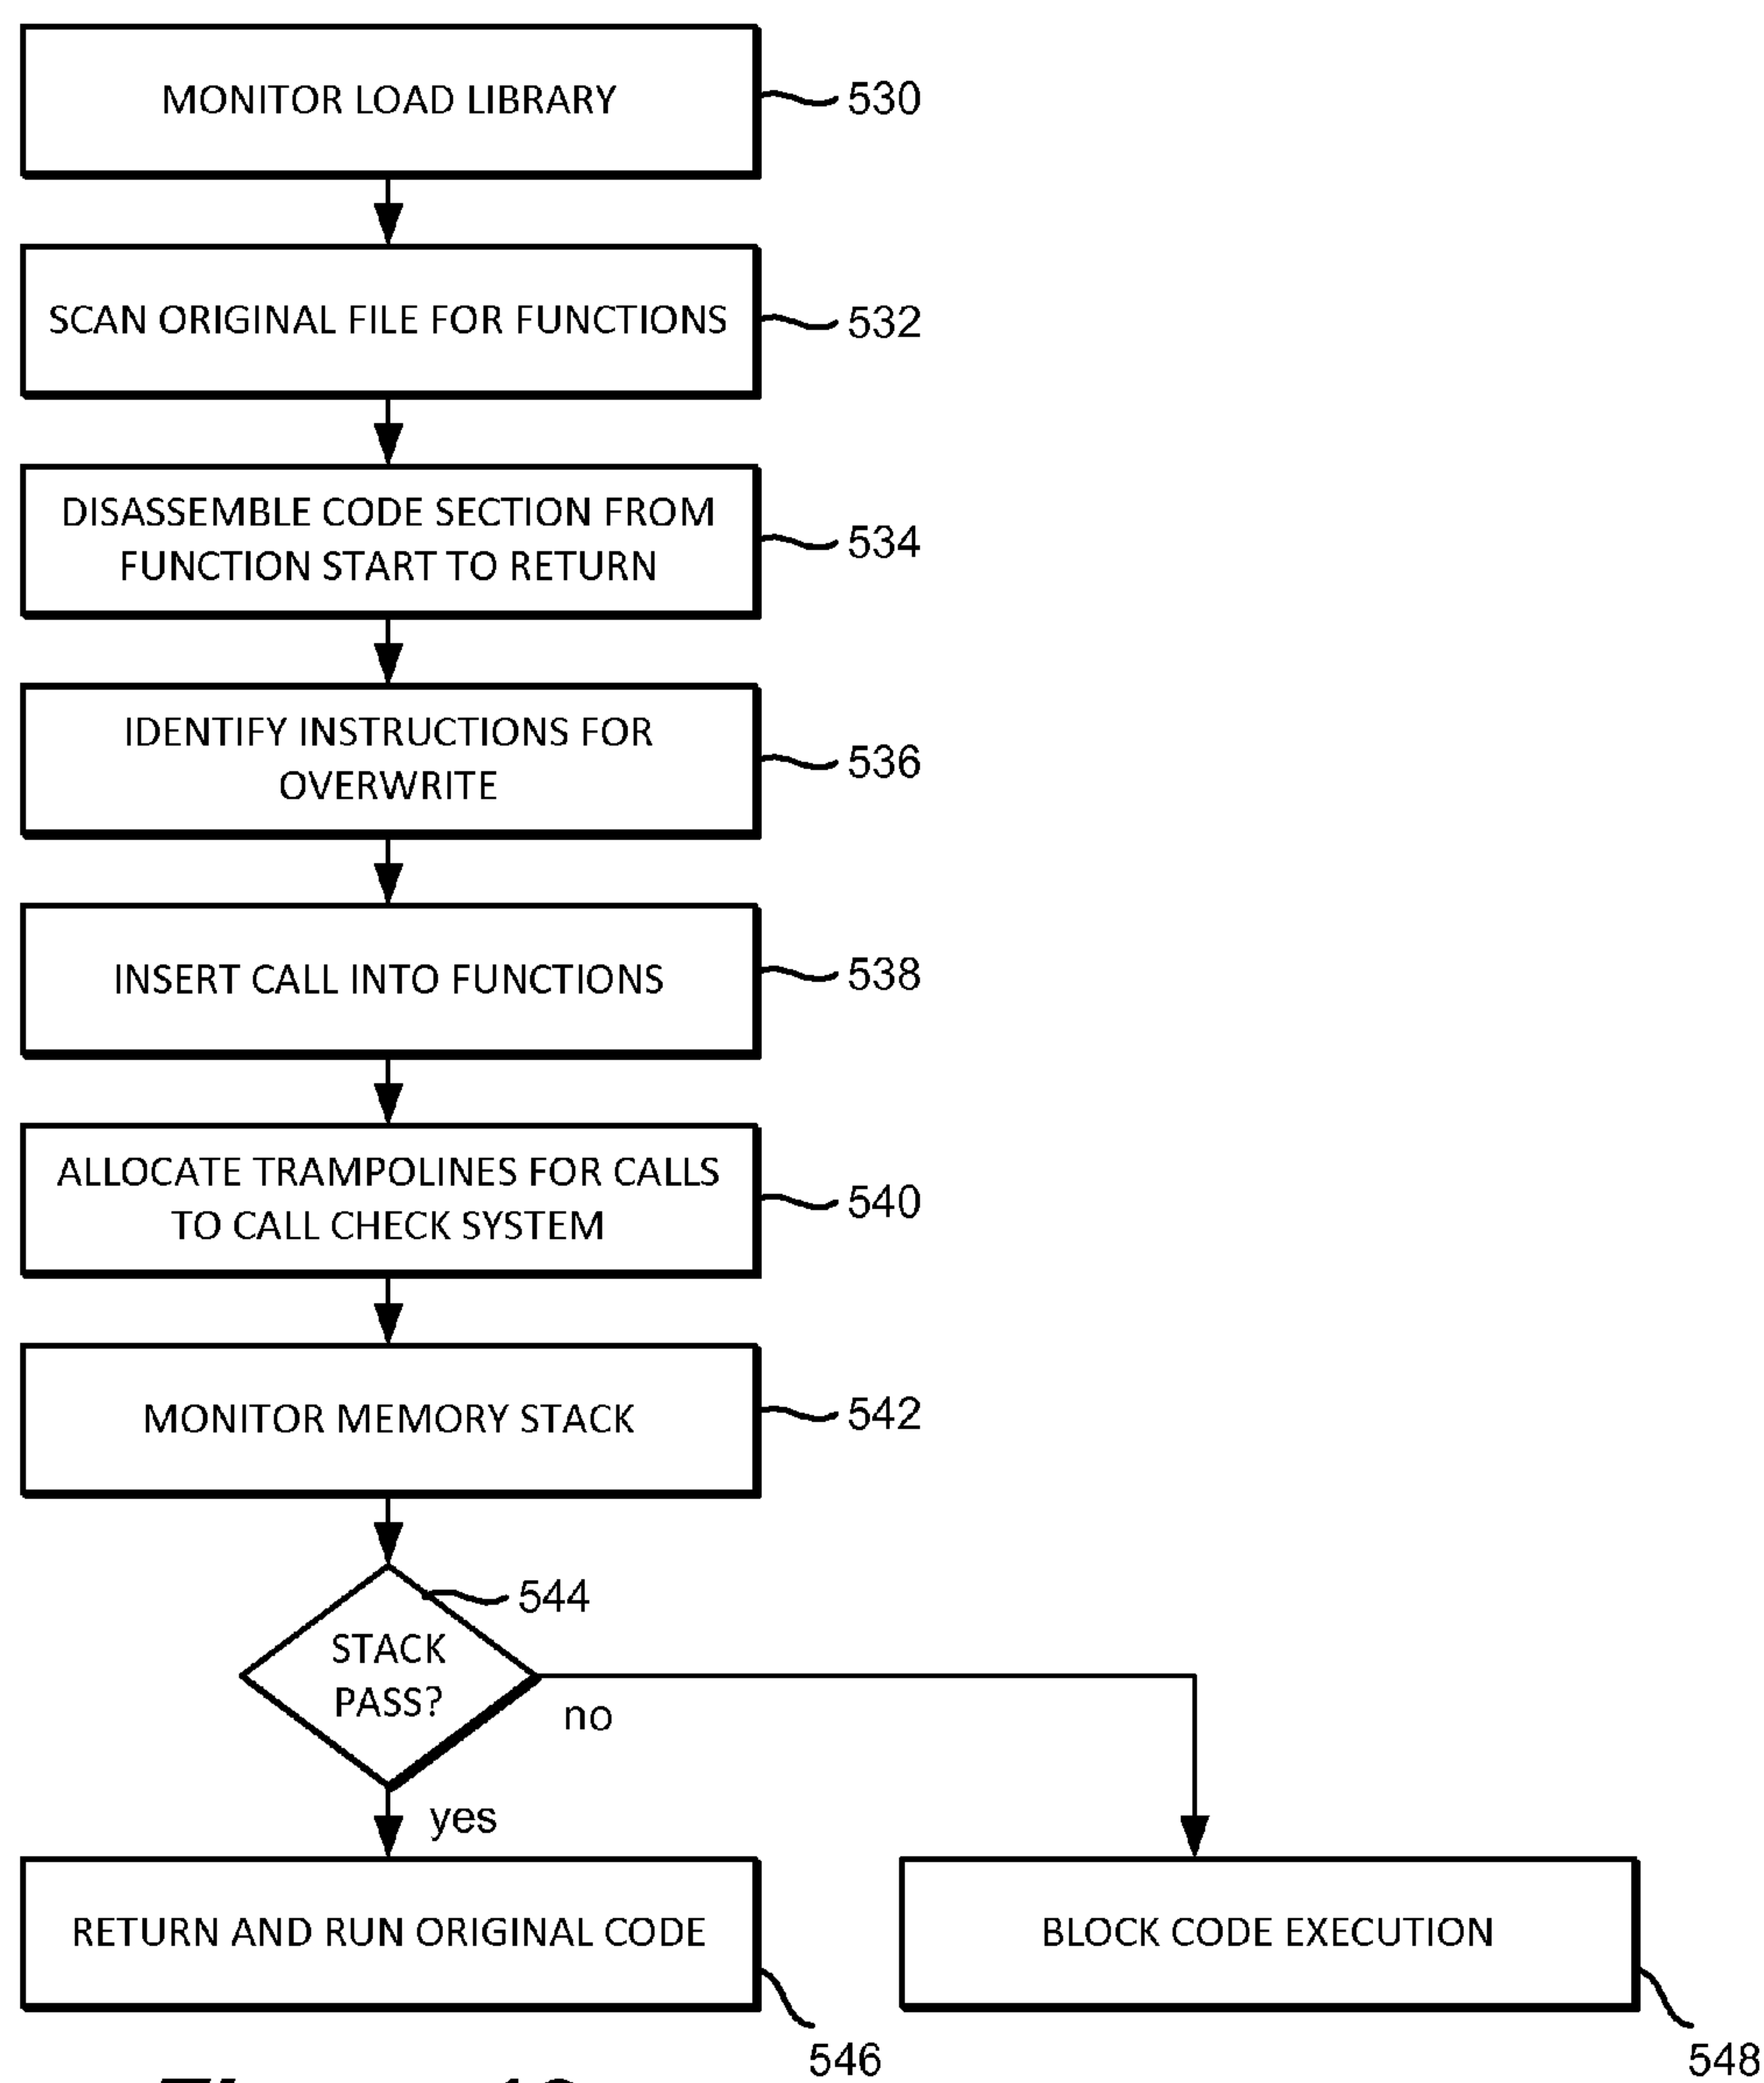 MONITOR LOAD LIBRARY
530
SCAN ORIGINAL FILE FOR FUNCTIONS
532
DISASSEMBLE CODE SECTION FROM
FUNCTION START TO RETURN
534
IDENTIFY INSTRUCTIONS FOR
OVERWRITE
536
INSERT CALL INTO FUNCTIONS
538
ALLOCATE TRAMPOLINES FOR CALLS
TO CALL CHECK SYSTEM
540
MONITOR MEMORY STACK
542
544
STACK
PASS?
no
yes
RETURN AND RUN ORIGINAL CODE
BLOCK CODE EXECUTION
546
548